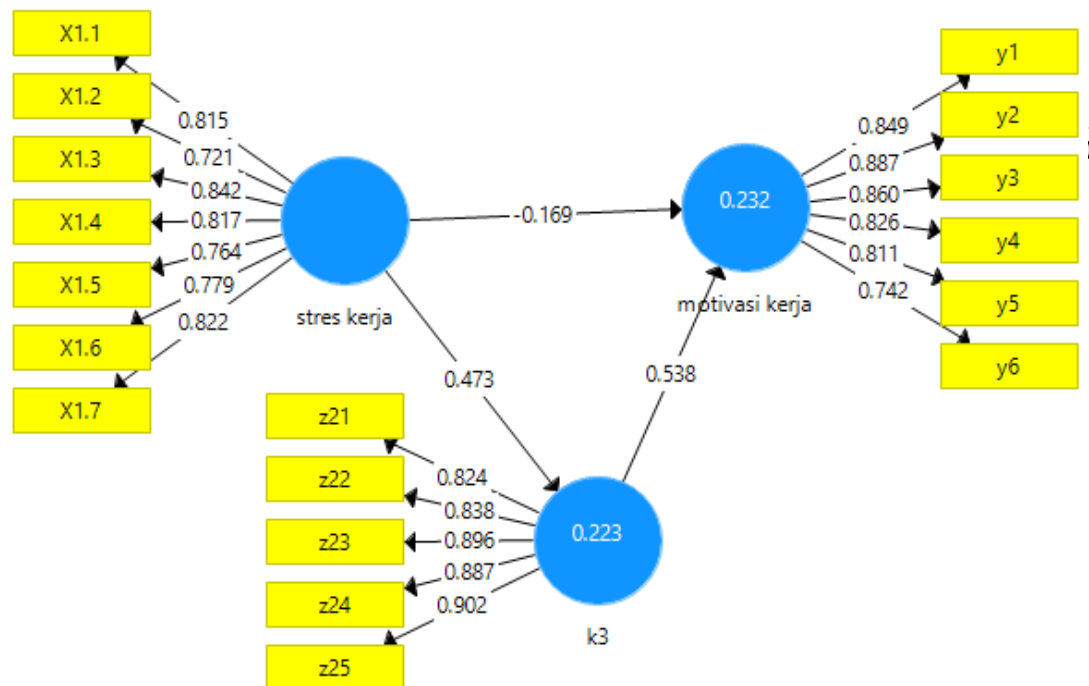 X1.1
X1.2
X1.3
X1.4
X1.5
X1.6
X1.7
0.815
0.721
0.842
0.817
0.764
0.779
0.822
stres kerja
-0.169
0.473
0.232
motivasi kerja
0.538
0.849
0.887
0.860
0.826
0.811
0.742
y1
y2
y3
y4
y5
y6
z21
z22
z23
z24
z25
0.824
0.838
0.896
0.887
0.902
0.223
k3